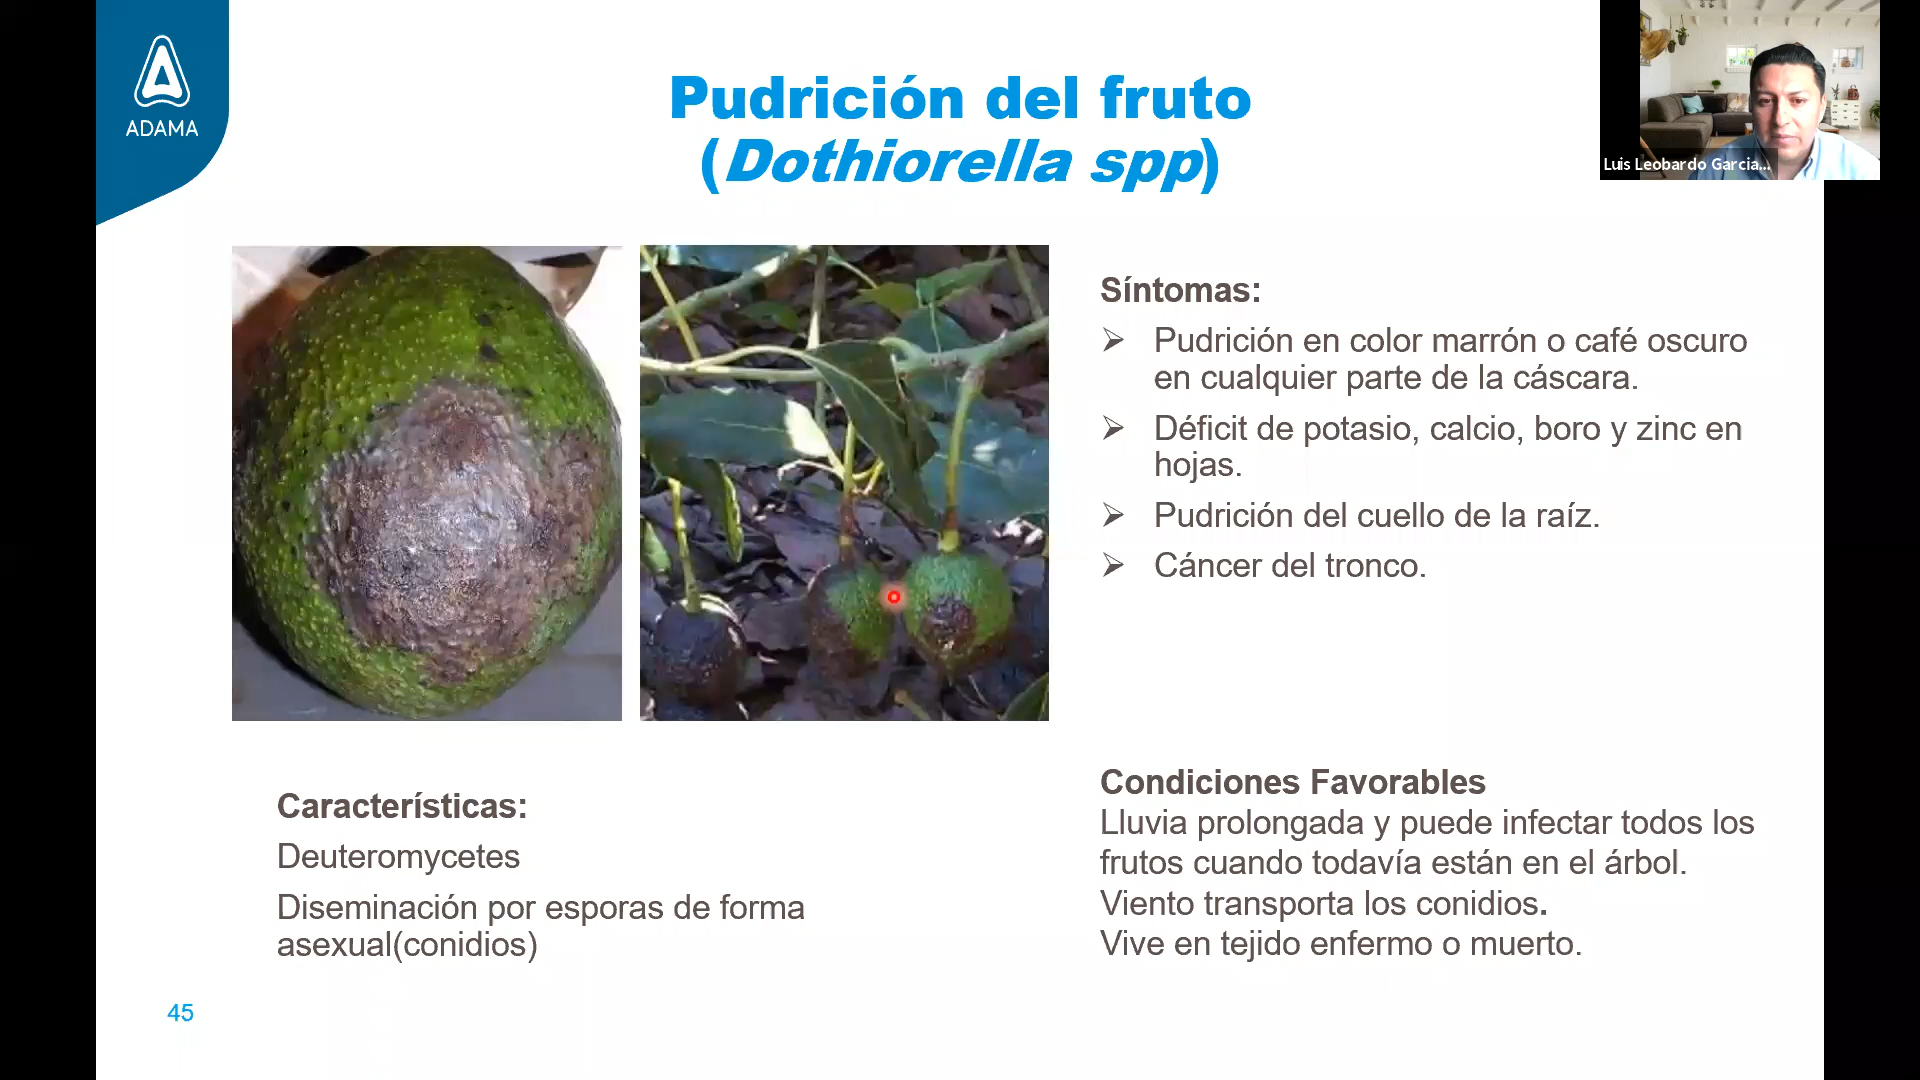 ADAMA
Pudrición del fruto
(Dothiorella spp)
Luis Leobardo Garcia...
Síntomas:
Pudrición en color marrón o café oscuro
en cualquier parte de la cáscara.
Déficit de potasio, calcio, boro y zinc en
hojas.
Pudrición del cuello de la raíz.
Cáncer del tronco.
Características:
Deuteromycetes
Diseminación por esporas de forma
asexual(conidios)
Condiciones Favorables
Lluvia prolongada y puede infectar todos los
frutos cuando todavía están en el árbol.
Viento transporta los conidios.
Vive en tejido enfermo o muerto.
45